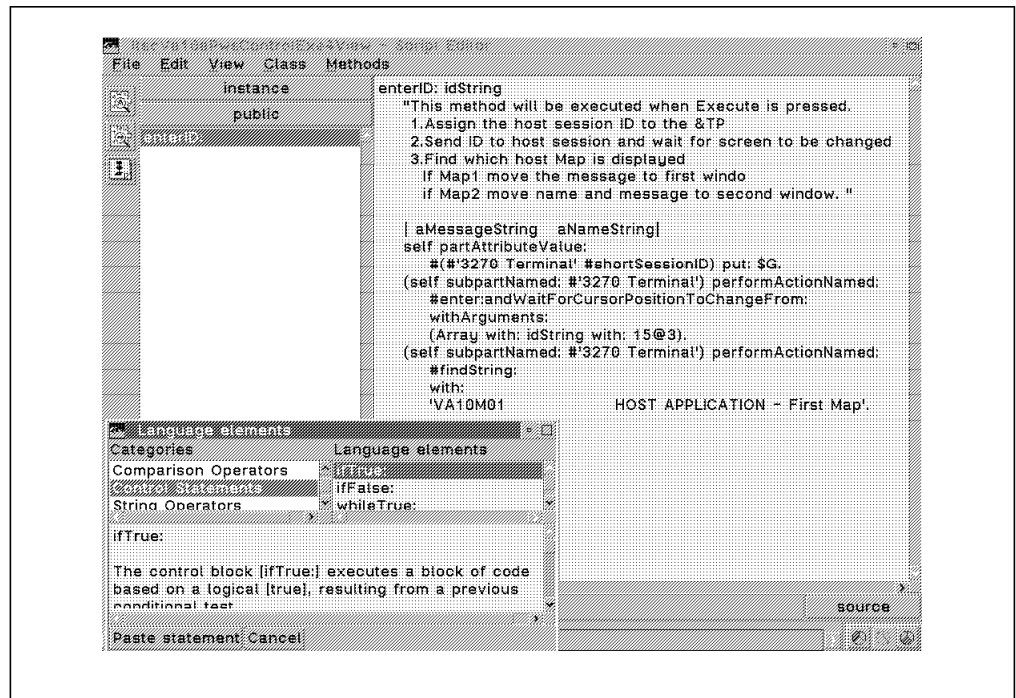 ItscVa10aPwsControlExe4View - Script Editor
File Edit View Class Methods
instance
public
enterID:
enterID: idString
"This method will be executed when Execute is pressed.
1.Assign the host session ID to the &TP
2.Send ID to host session and wait for screen to be changed
3.Find which host Map is displayed
If Map1 move the message to first windo
if Map2 move name and message to second window. "
| aMessageString aNameString|
self partAttributeValue:
#(#'3270 Terminal' #shortSessionID) put: $G.
(self subpartNamed: #'3270 Terminal') performActionNamed:
#enter:andWaitForCursorPositionToChangeFrom:
withArguments:
(Array with: idString with: 15@3).
(self subpartNamed: #'3270 Terminal') performActionNamed:
#findString:
with:
'VA10M01 HOST APPLICATION - First Map'.
Language elements
Categories Language elements
Comparison Operators ifTrue:
Control Statements ifFalse:
String Operators whileTrue:
ifTrue:
The control block [ifTrue:] executes a block of code
based on a logical [true], resulting from a previous
conditional test
source
Paste statement Cancel